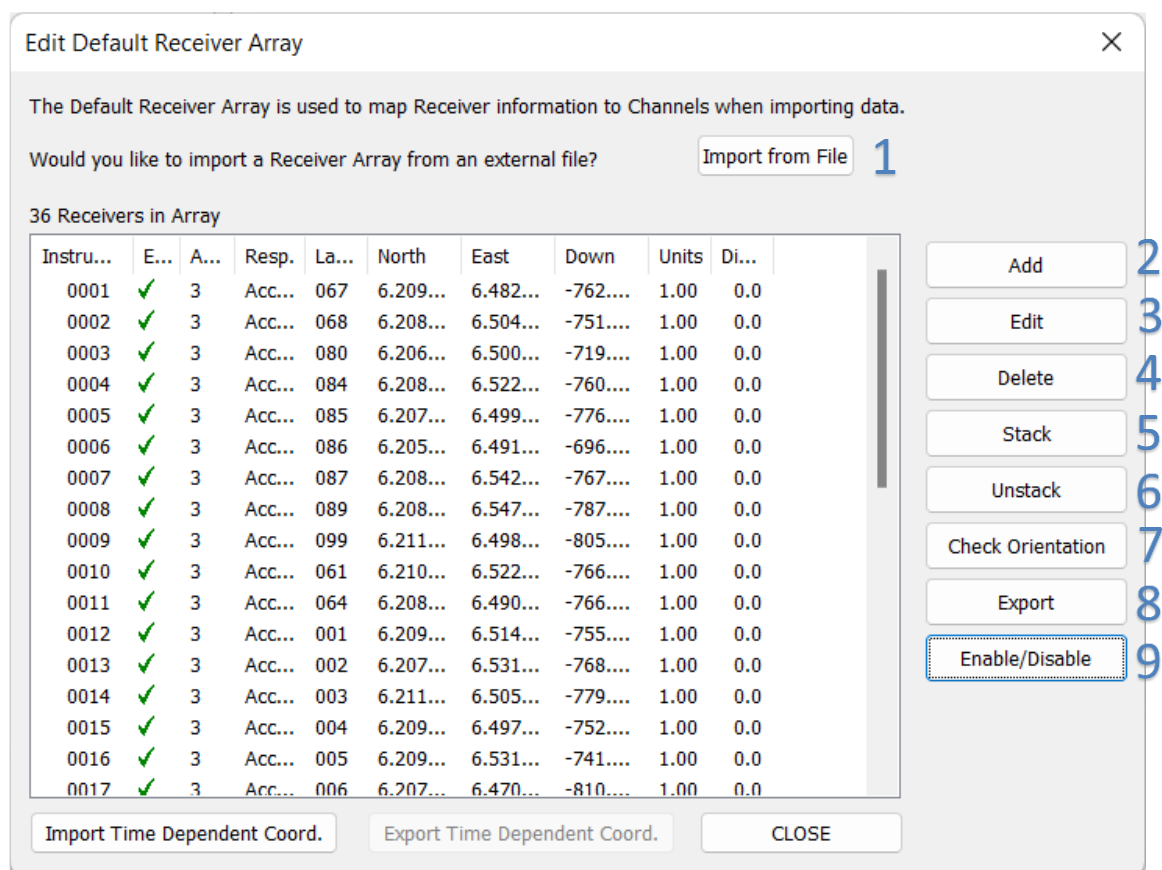 Edit Default Receiver Array
The Default Receiver Array is used to map Receiver information to Channels when importing data.
Would you like to import a Receiver Array from an external file? Import from File 1
36 Receivers in Array
Instru... E... A... Resp. La... North East Down Units Di...
0001 3 Acc... 067 6.209... 6.482... -762.... 1.00 0.0
0002 3 Acc... 068 6.208... 6.504... -751.... 1.00 0.0
0003 3 Acc... 080 6.206... 6.500... -719.... 1.00 0.0
0004 3 Acc... 084 6.208... 6.522... -760.... 1.00 0.0
0005 3 Acc... 085 6.207... 6.499... -776.... 1.00 0.0
0006 3 Acc... 086 6.205... 6.491... -696.... 1.00 0.0
0007 3 Acc... 087 6.208... 6.542... -767.... 1.00 0.0
0008 3 Acc... 089 6.208... 6.547... -787.... 1.00 0.0
0009 3 Acc... 099 6.211... 6.498... -805.... 1.00 0.0
0010 3 Acc... 061 6.210... 6.522... -766.... 1.00 0.0
0011 3 Acc... 064 6.208... 6.490... -766.... 1.00 0.0
0012 3 Acc... 001 6.209... 6.514... -755.... 1.00 0.0
0013 3 Acc... 002 6.207... 6.531... -768.... 1.00 0.0
0014 3 Acc... 003 6.211... 6.505... -779.... 1.00 0.0
0015 3 Acc... 004 6.209... 6.497... -752.... 1.00 0.0
0016 3 Acc... 005 6.209... 6.531... -741.... 1.00 0.0
0017 3 Acc... 006 6.207... 6.470... -810.... 1.00 0.0
Add 2
Edit 3
Delete 4
Stack 5
Unstack 6
Check Orientation 7
Export 8
Enable/Disable 9
Import Time Dependent Coord. Export Time Dependent Coord. CLOSE